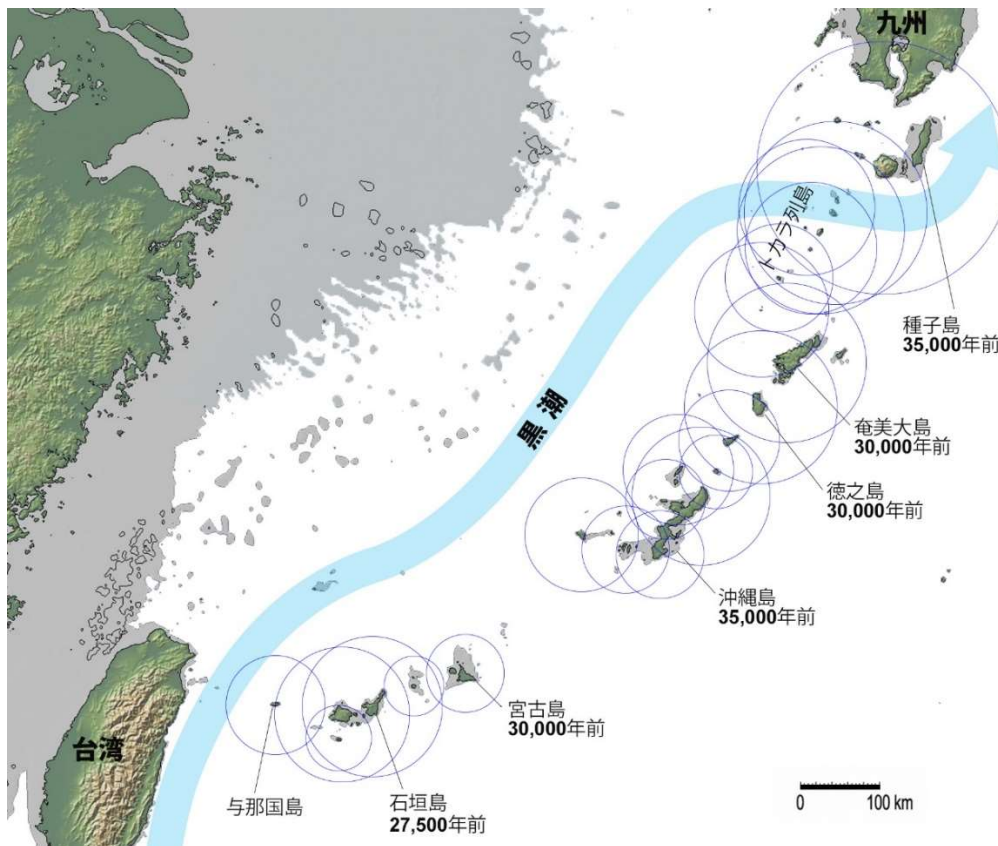 九州
トカラ列島
種子島
35,000年前
奄美大島
30,000年前
黒潮
徳之島
30,000年前
沖縄島
35,000年前
宮古島
30,000年前
台湾
与那国島
石垣島
27,500年前
0 100 km